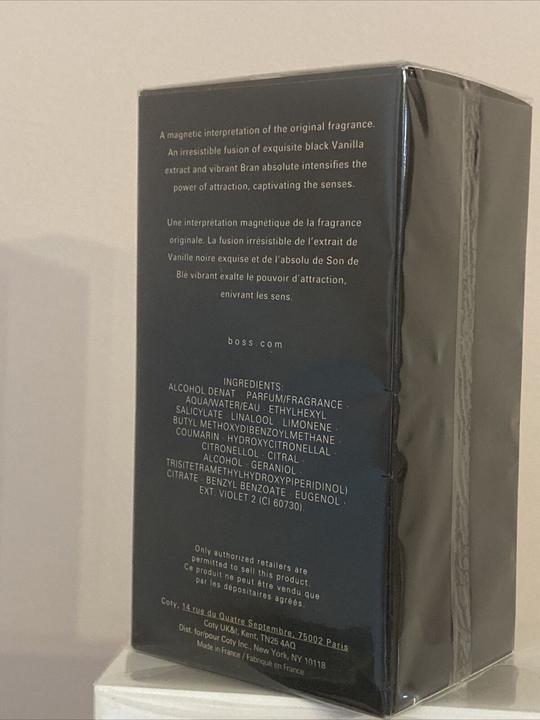 A magnetic interpretation of the original fragrance.
An irresistible fusion of exquisite black Vanilla
extract and vibrant Bran absolute intensifies the
power of attraction, captivating the senses.
Une interprétation magnétique de la fragrance
originale. La fusion irrésistible de l'extrait de
Vanille noire exquise et de l'absolu de Son de
Blé vibrant exalte le pouvoir d'attraction,
enivrant les sens.
boss.com
INGREDIENTS:
ALCOHOL DENAT · PARFUM/FRAGRANCE ·
AQUA/WATER/EAU · ETHYLHEXYL
SALICYLATE · LINALOOL · LIMONENE ·
BUTYL METHOXYDIBENZOYLMETHANE ·
COUMARIN · HYDROXYCITRONELLAL ·
CITRONELLOL · CITRAL ·
ALCOHOL · GERANIOL ·
TRIS(TETRAMETHYLHYDROXYPIPERIDINOL)
CITRATE · BENZYL BENZOATE · EUGENOL ·
EXT. VIOLET 2 (CI 60730)
Only authorized retailers are
permitted to sell this product.
Ce produit ne peut être vendu que
par les dépositaires agréés.
Coty, 14 rue du Quatre Septembre, 75002 Paris
Coty UK&I, Kent, TN25 4AQ
Dist. for/pour Coty Inc., New York, NY 10118
Made in France / Fabriqué en France